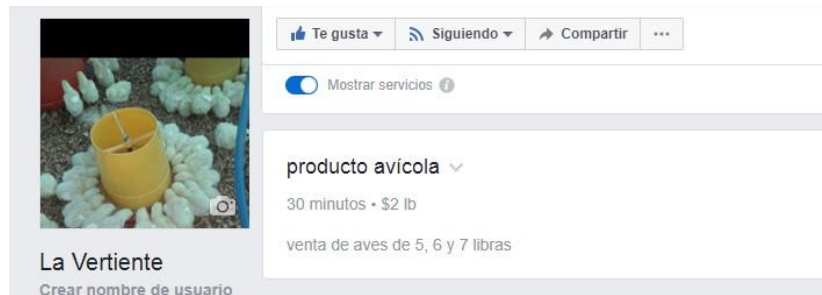 Te gusta Siguiendo Compartir
Mostrar servicios
producto avícola
30 minutos • $2 lb
venta de aves de 5, 6 y 7 libras
La Vertiente
Crear nombre de usuario